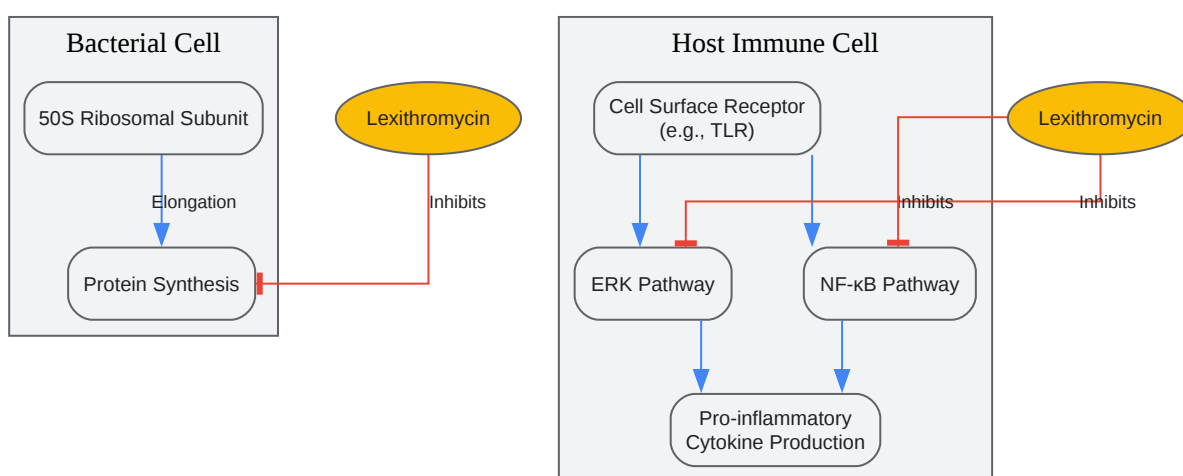 Bacterial Cell
50S Ribosomal Subunit
Elongation
Protein Synthesis
Lexithromycin
Inhibits
Host Immune Cell
Cell Surface Receptor
(e.g., TLR)
Lexithromycin
Inhibits
Inhibits
ERK Pathway
NF-κB Pathway
Pro-inflammatory
Cytokine Production